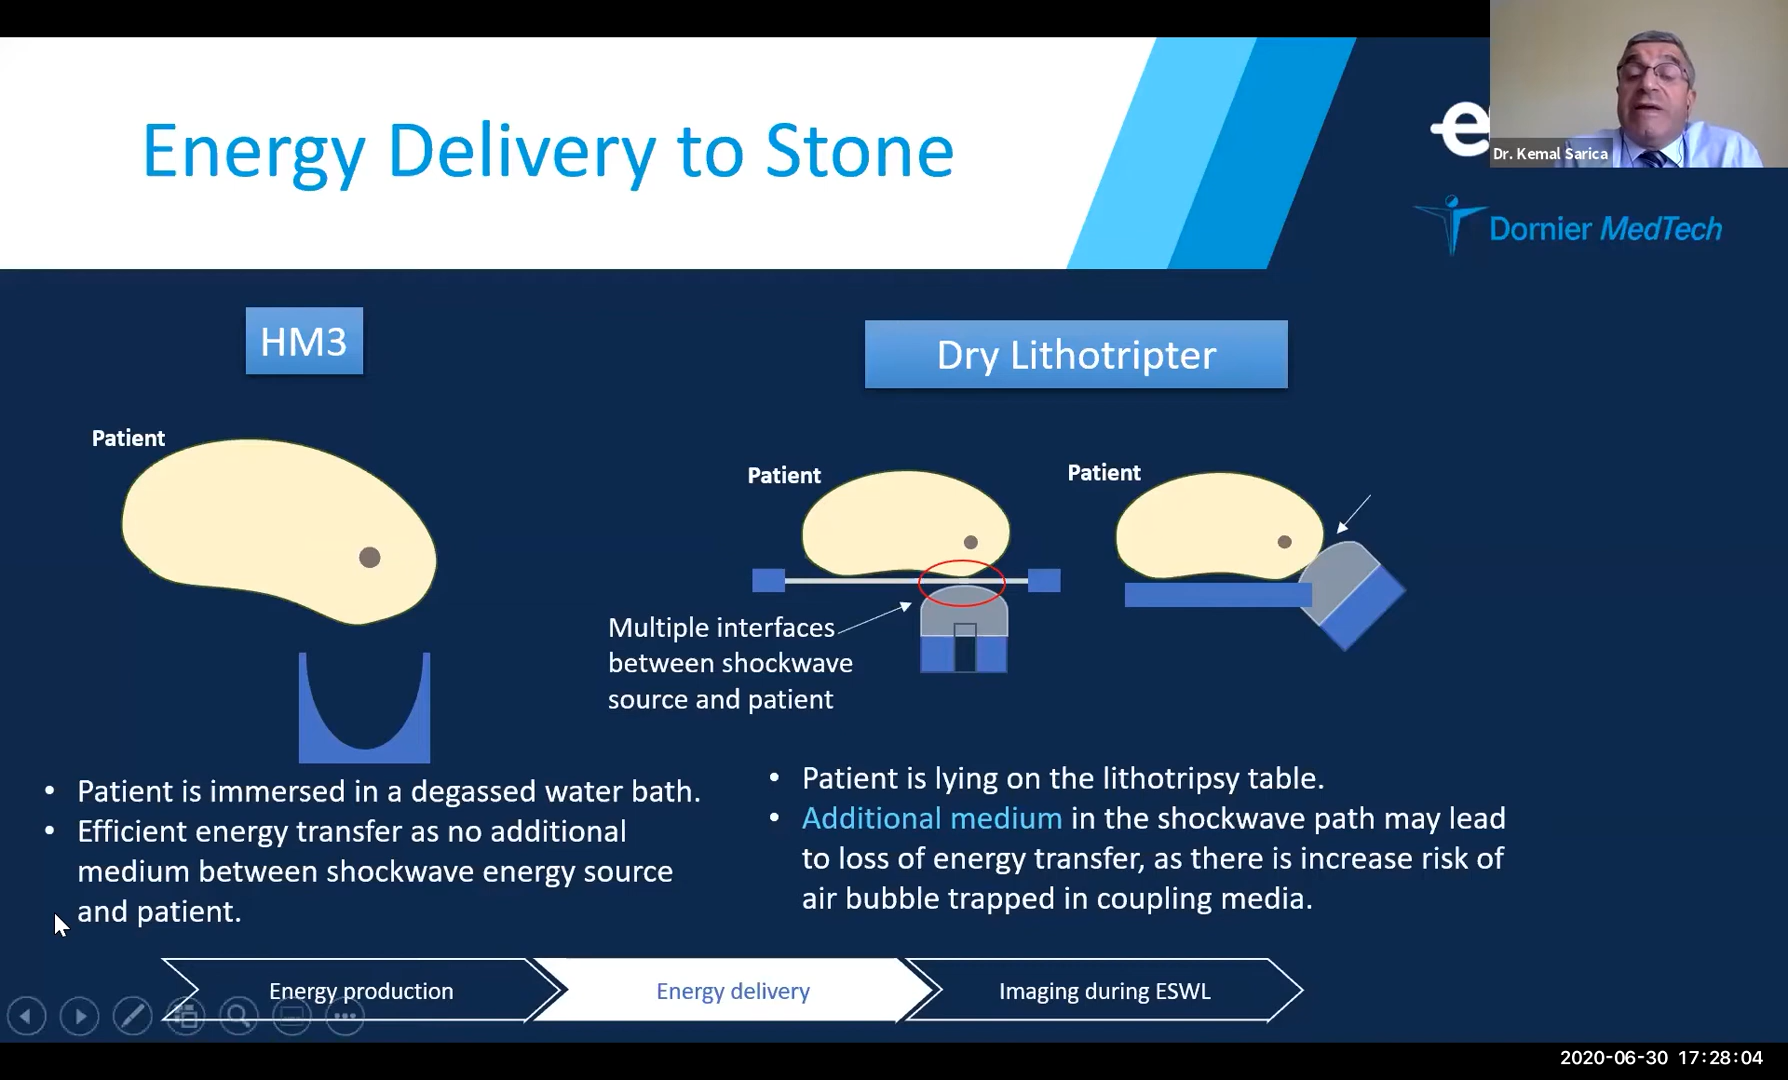 Energy Delivery to Stone
e
Dr. Kemal Sarica
Dornier MedTech
HM3
Dry Lithotripter
Patient
Patient
Patient
Multiple interfaces
between shockwave
source and patient
• Patient is immersed in a degassed water bath.
• Efficient energy transfer as no additional
medium between shockwave energy source
and patient.
• Patient is lying on the lithotripsy table.
• Additional medium in the shockwave path may lead
to loss of energy transfer, as there is increase risk of
air bubble trapped in coupling media.
Energy production
Energy delivery
Imaging during ESWL
2020-06-30 17:28:04